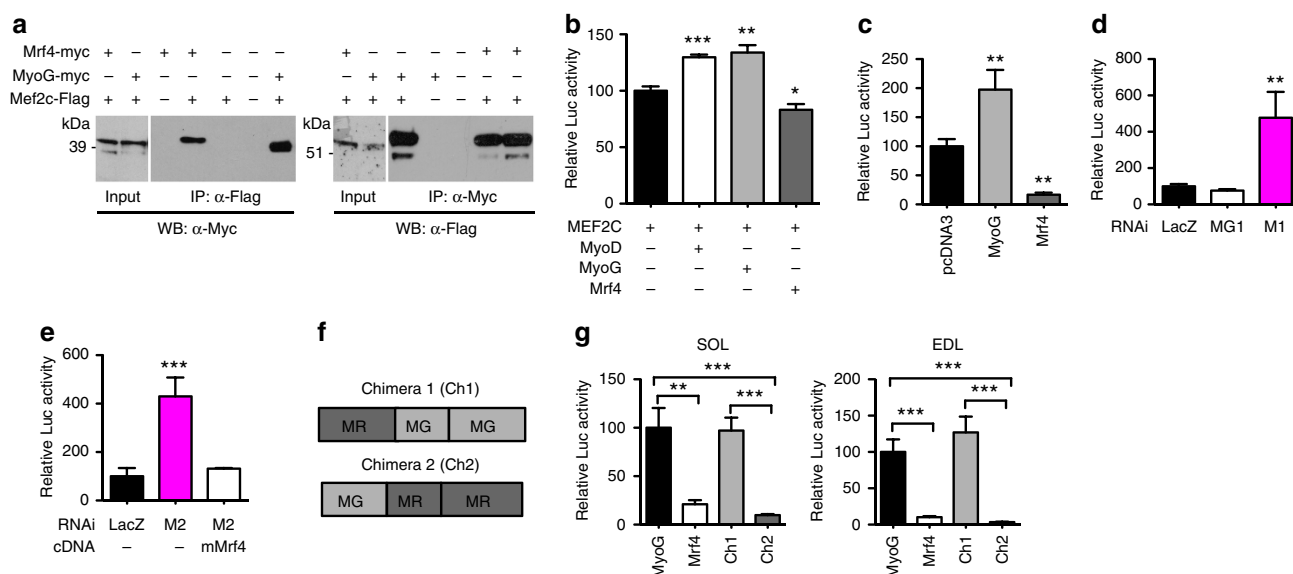 a
Mrf4-myc + – + + – – – – – – – – + +
MyoG-myc – + – – – – + – + + + – – –
Mef2c-Flag + + – + + – + + + + – – + +
kDa
39 -
kDa
51 -
Input
IP: α-Flag
Input
IP: α-Myc
WB: α-Myc
WB: α-Flag
b
Relative Luc activity
150
100
50
0
***
**
*
MEF2C + + + +
MyoD – + – –
MyoG – – + –
Mrf4 – – – +
c
Relative Luc activity
250
200
150
100
50
0
**
**
pcDNA3
MyoG
Mrf4
d
Relative Luc activity
800
600
400
200
0
**
RNAi LacZ MG1 M1
e
Relative Luc activity
600
400
200
0
***
RNAi LacZ M2 M2
cDNA – – mMrf4
f
Chimera 1 (Ch1)
MR MG MG
Chimera 2 (Ch2)
MG MR MR
g
SOL
Relative Luc activity
150
100
50
0
***
**
***
MyoG
Mrf4
Ch1
Ch2
EDL
Relative Luc activity
200
150
100
50
0
***
***
***
MyoG
Mrf4
Ch1
Ch2